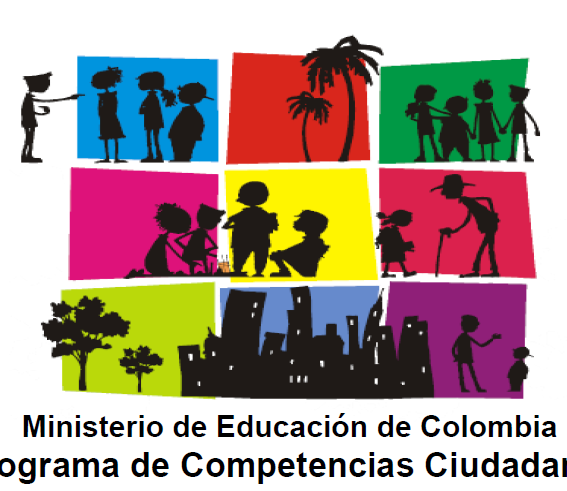 Ministerio de Educación de Colombia
ograma de Competencias Ciudadan